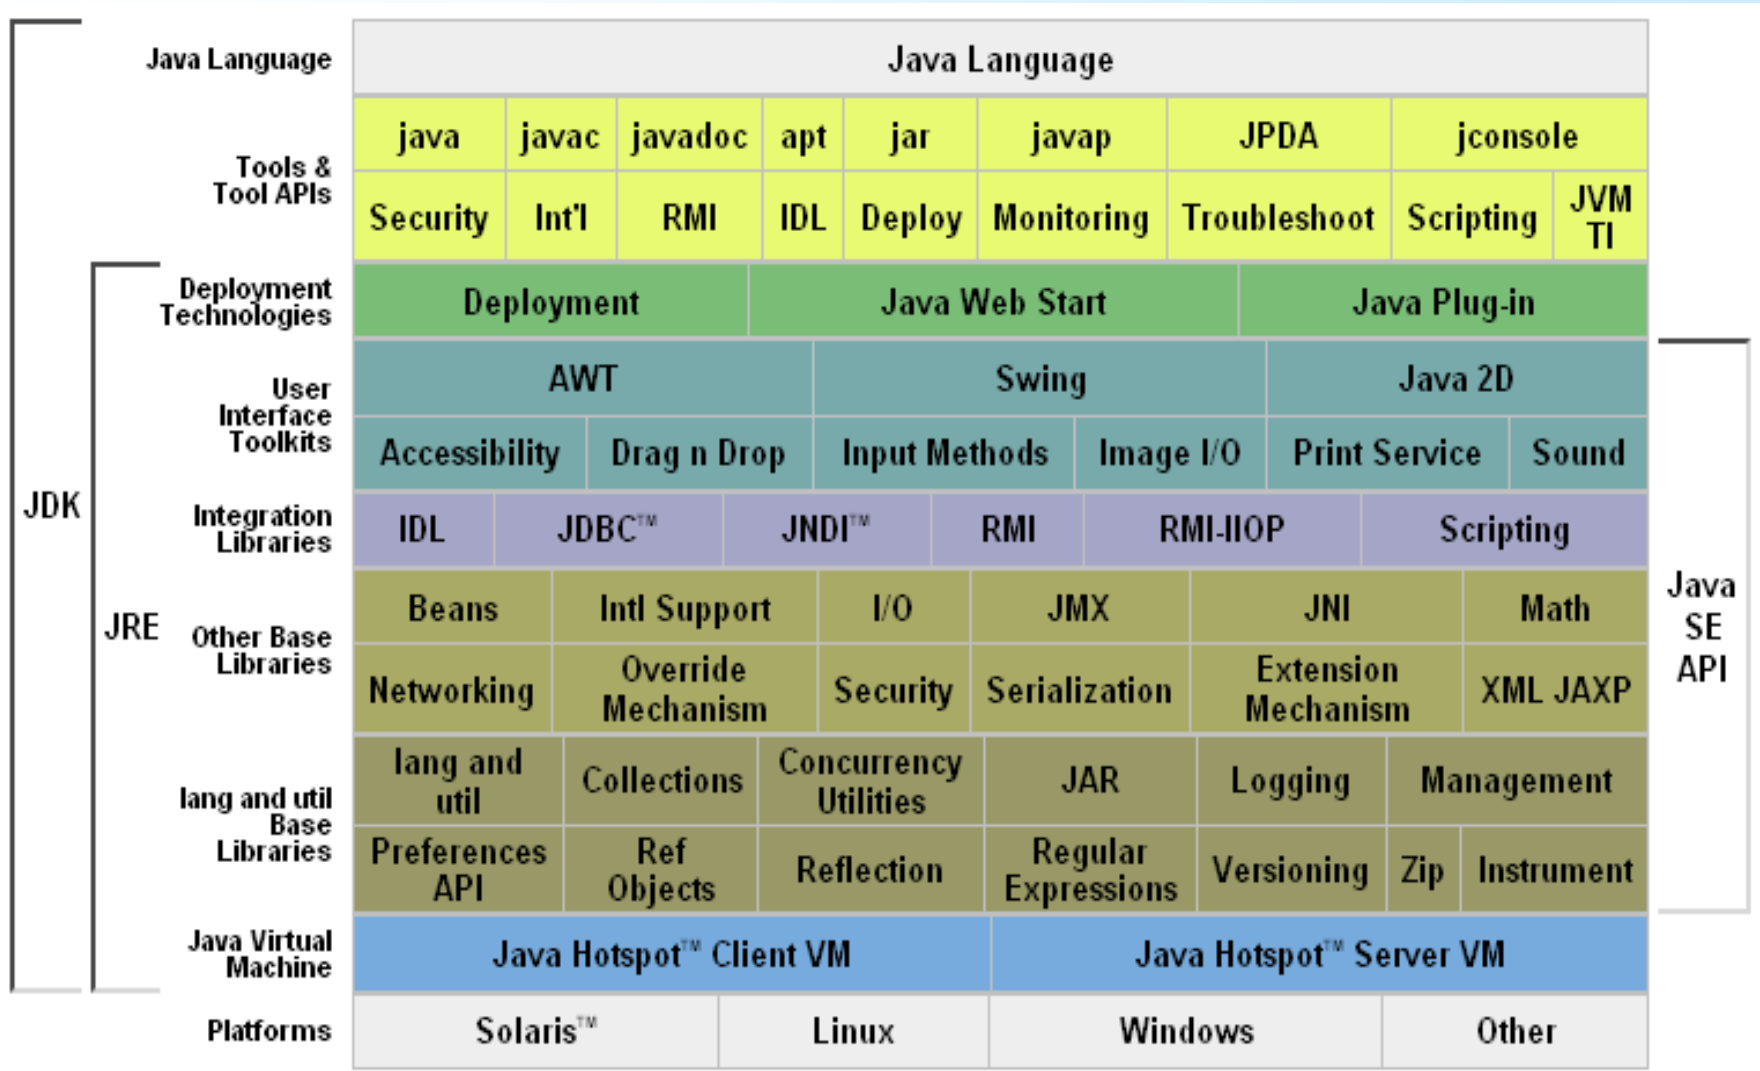 Java Language
Java Language
Tools &
Tool APIs
java javac javadoc apt jar javap JPDA jconsole
Security Int'l RMI IDL Deploy Monitoring Troubleshoot Scripting JVM
TI
Deployment
Technologies
Deployment Java Web Start Java Plug-in
User
Interface
Toolkits
AWT Swing Java 2D
Accessibility Drag n Drop Input Methods Image I/O Print Service Sound
JDK
Integration
Libraries
IDL JDBC™ JNDI™ RMI RMI-IIOP Scripting
JRE
Other Base
Libraries
Beans Intl Support I/O JMX JNI Math
Networking Override
Mechanism Security Serialization Extension
Mechanism XML JAXP
Java
SE
API
lang and util
Base
Libraries
lang and
util Collections Concurrency
Utilities JAR Logging Management
Preferences
API Ref
Objects Reflection Regular
Expressions Versioning Zip Instrument
Java Virtual
Machine
Java Hotspot™ Client VM Java Hotspot™ Server VM
Platforms
Solaris™ Linux Windows Other